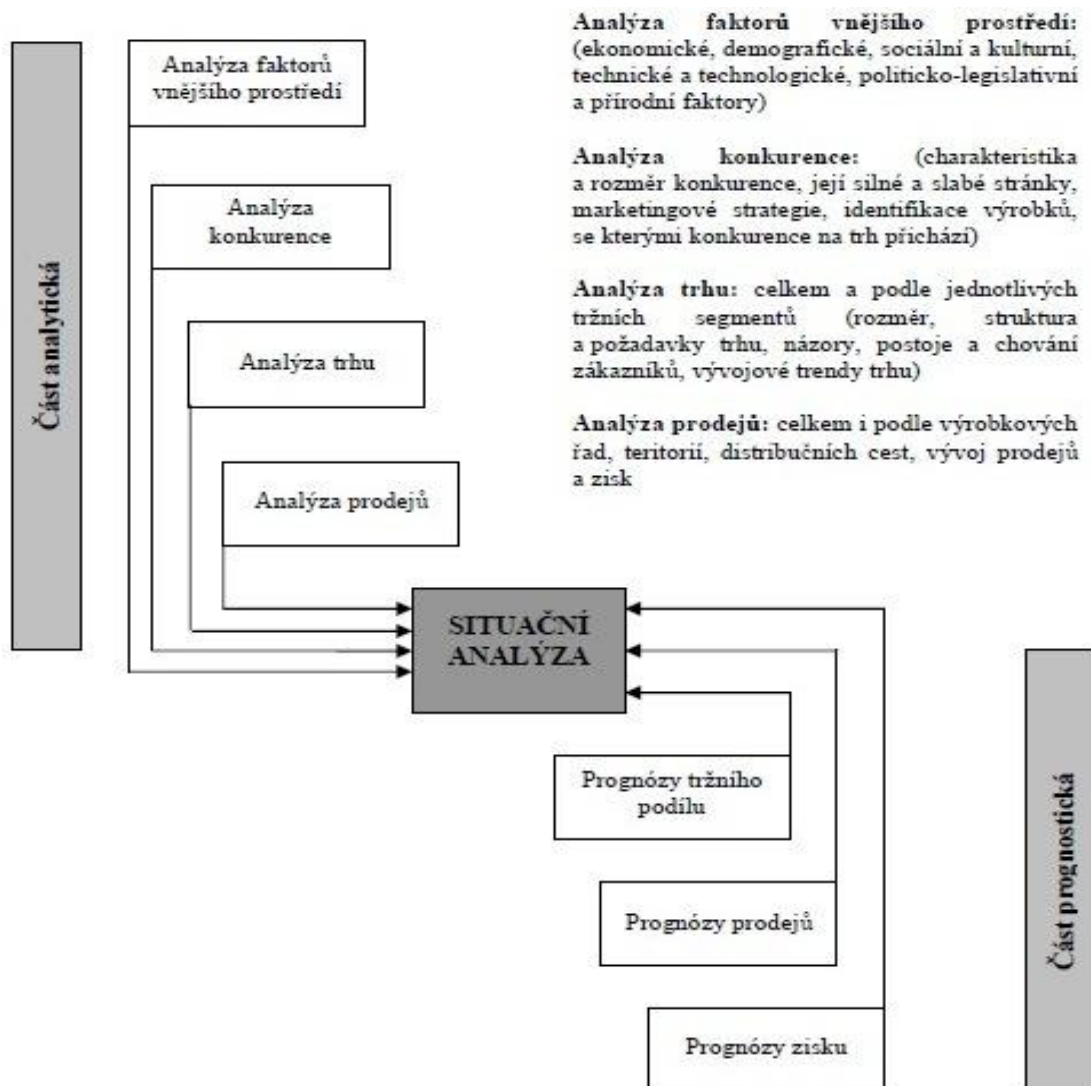 Analýza faktorů vnějšího prostředí:
(ekonomické, demografické, sociální a kulturní,
technické a technologické, politicko-legislativní
a přírodní faktory)
Analýza konkurence: (charakteristika
a rozměr konkurence, její silné a slabé stránky,
marketingové strategie, identifikace výrobků,
se kterými konkurence na trh přichází)
Analýza trhu: celkem a podle jednotlivých
tržních segmentů (rozměr, struktura
a požadavky trhu, názory, postoje a chování
zákazníků, vývojové trendy trhu)
Analýza prodejů: celkem i podle výrobkových
řad, teritorií, distribučních cest, vývoj prodejů
a zisk
Část analytická
Analýza faktorů
vnějšího prostředí
Analýza
konkurence
Analýza trhu
Analýza prodejů
SITUAČNÍ
ANALÝZA
Prognózy tržního
podílu
Prognózy prodejů
Prognózy zisku
Část prognostická